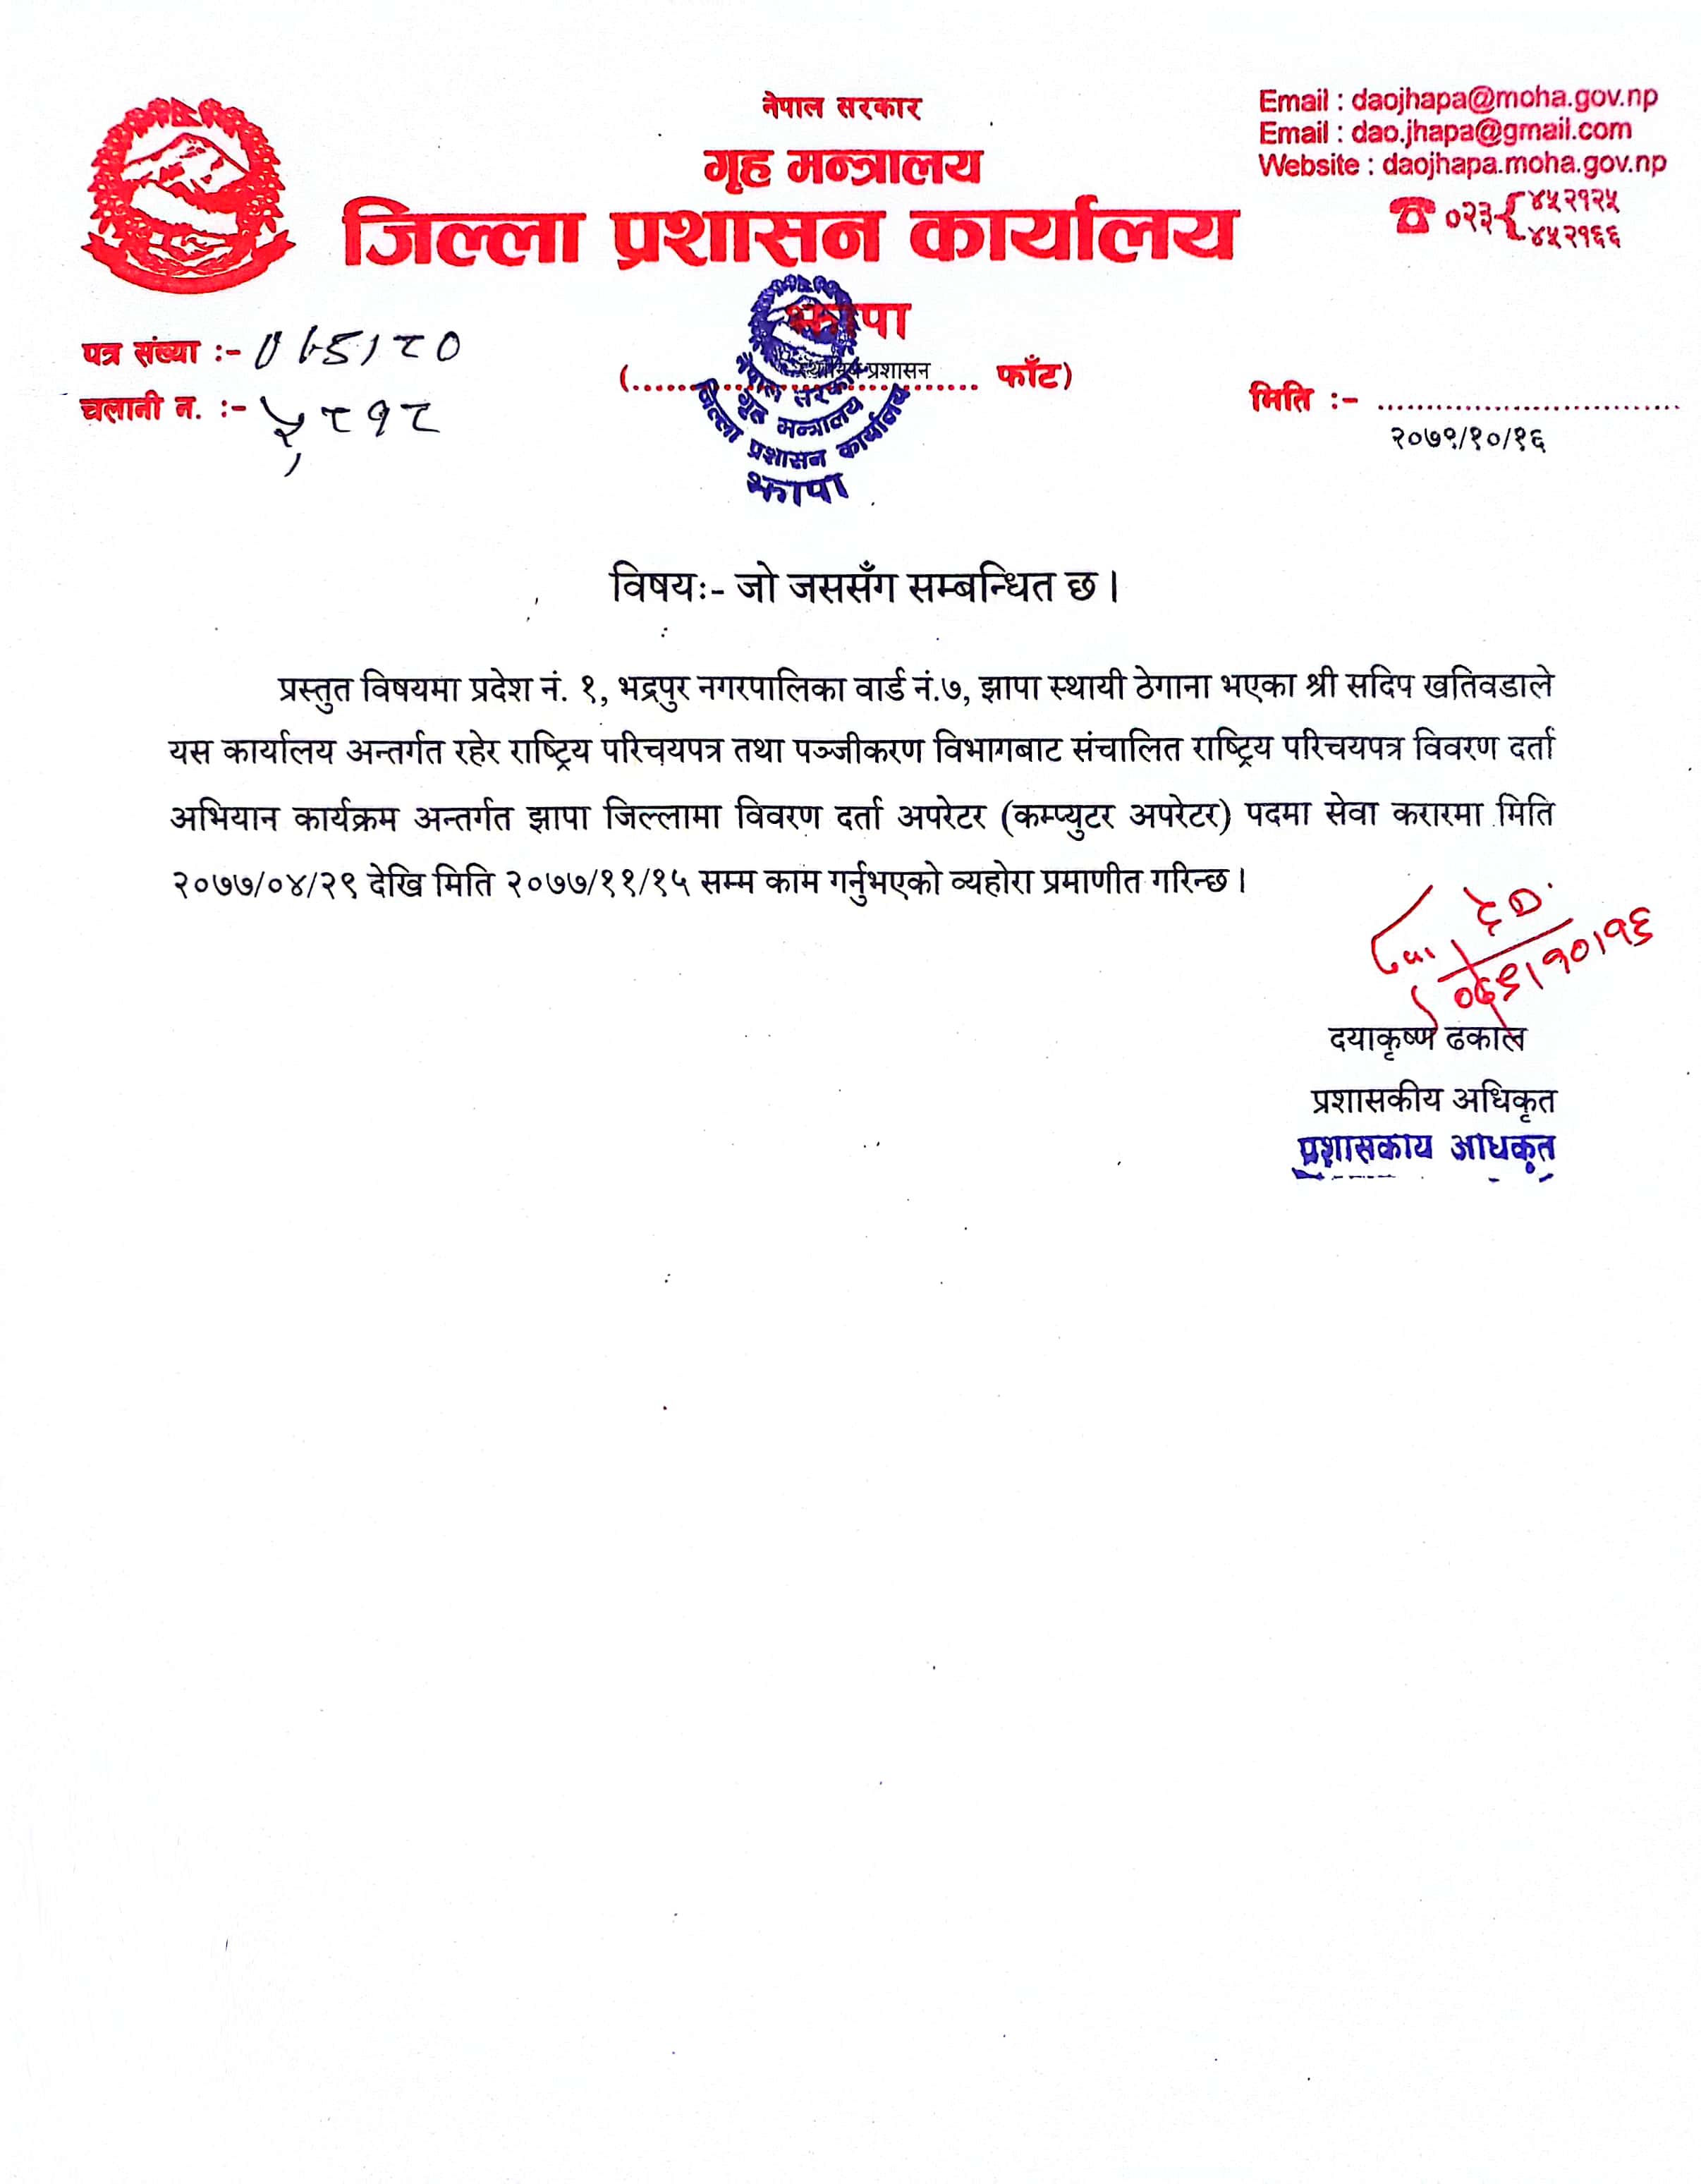 नेपाल सरकार
गृह मन्त्रालय
जिल्ला प्रशासन कार्यालय
झापा
Email : daojhapa@moha.gov.np
Email : dao.jhapa@gmail.com
Website : daojhapa.moha.gov.np
☎ ०२३-{४५२१२५
४५२१६६
पत्र संख्या :- ०७९।८०
(..............स्थानिय प्रशासन.............. फाँट)
चलानी न. :- ५८१८
मिति :- ..............................
२०७९/१०/१६
नेपाल सरकार
गृह मन्त्रालय
जिल्ला प्रशासन कार्यालय
झापा
विषयः- जो जससँग सम्बन्धित छ।
प्रस्तुत विषयमा प्रदेश नं. १, भद्रपुर नगरपालिका वार्ड नं.७, झापा स्थायी ठेगाना भएका श्री सदिप खतिवडाले
यस कार्यालय अन्तर्गत रहेर राष्ट्रिय परिचयपत्र तथा पञ्जीकरण विभागबाट संचालित राष्ट्रिय परिचयपत्र विवरण दर्ता
अभियान कार्यक्रम अन्तर्गत झापा जिल्लामा विवरण दर्ता अपरेटर (कम्प्युटर अपरेटर) पदमा सेवा करारमा मिति
२०७७/०४/२९ देखि मिति २०७७/११/१५ सम्म काम गर्नुभएको व्यहोरा प्रमाणीत गरिन्छ।
०७९।१०।१६
दयाकृष्ण ढकाल
प्रशासकीय अधिकृत
प्रशासकीय अधिकृत